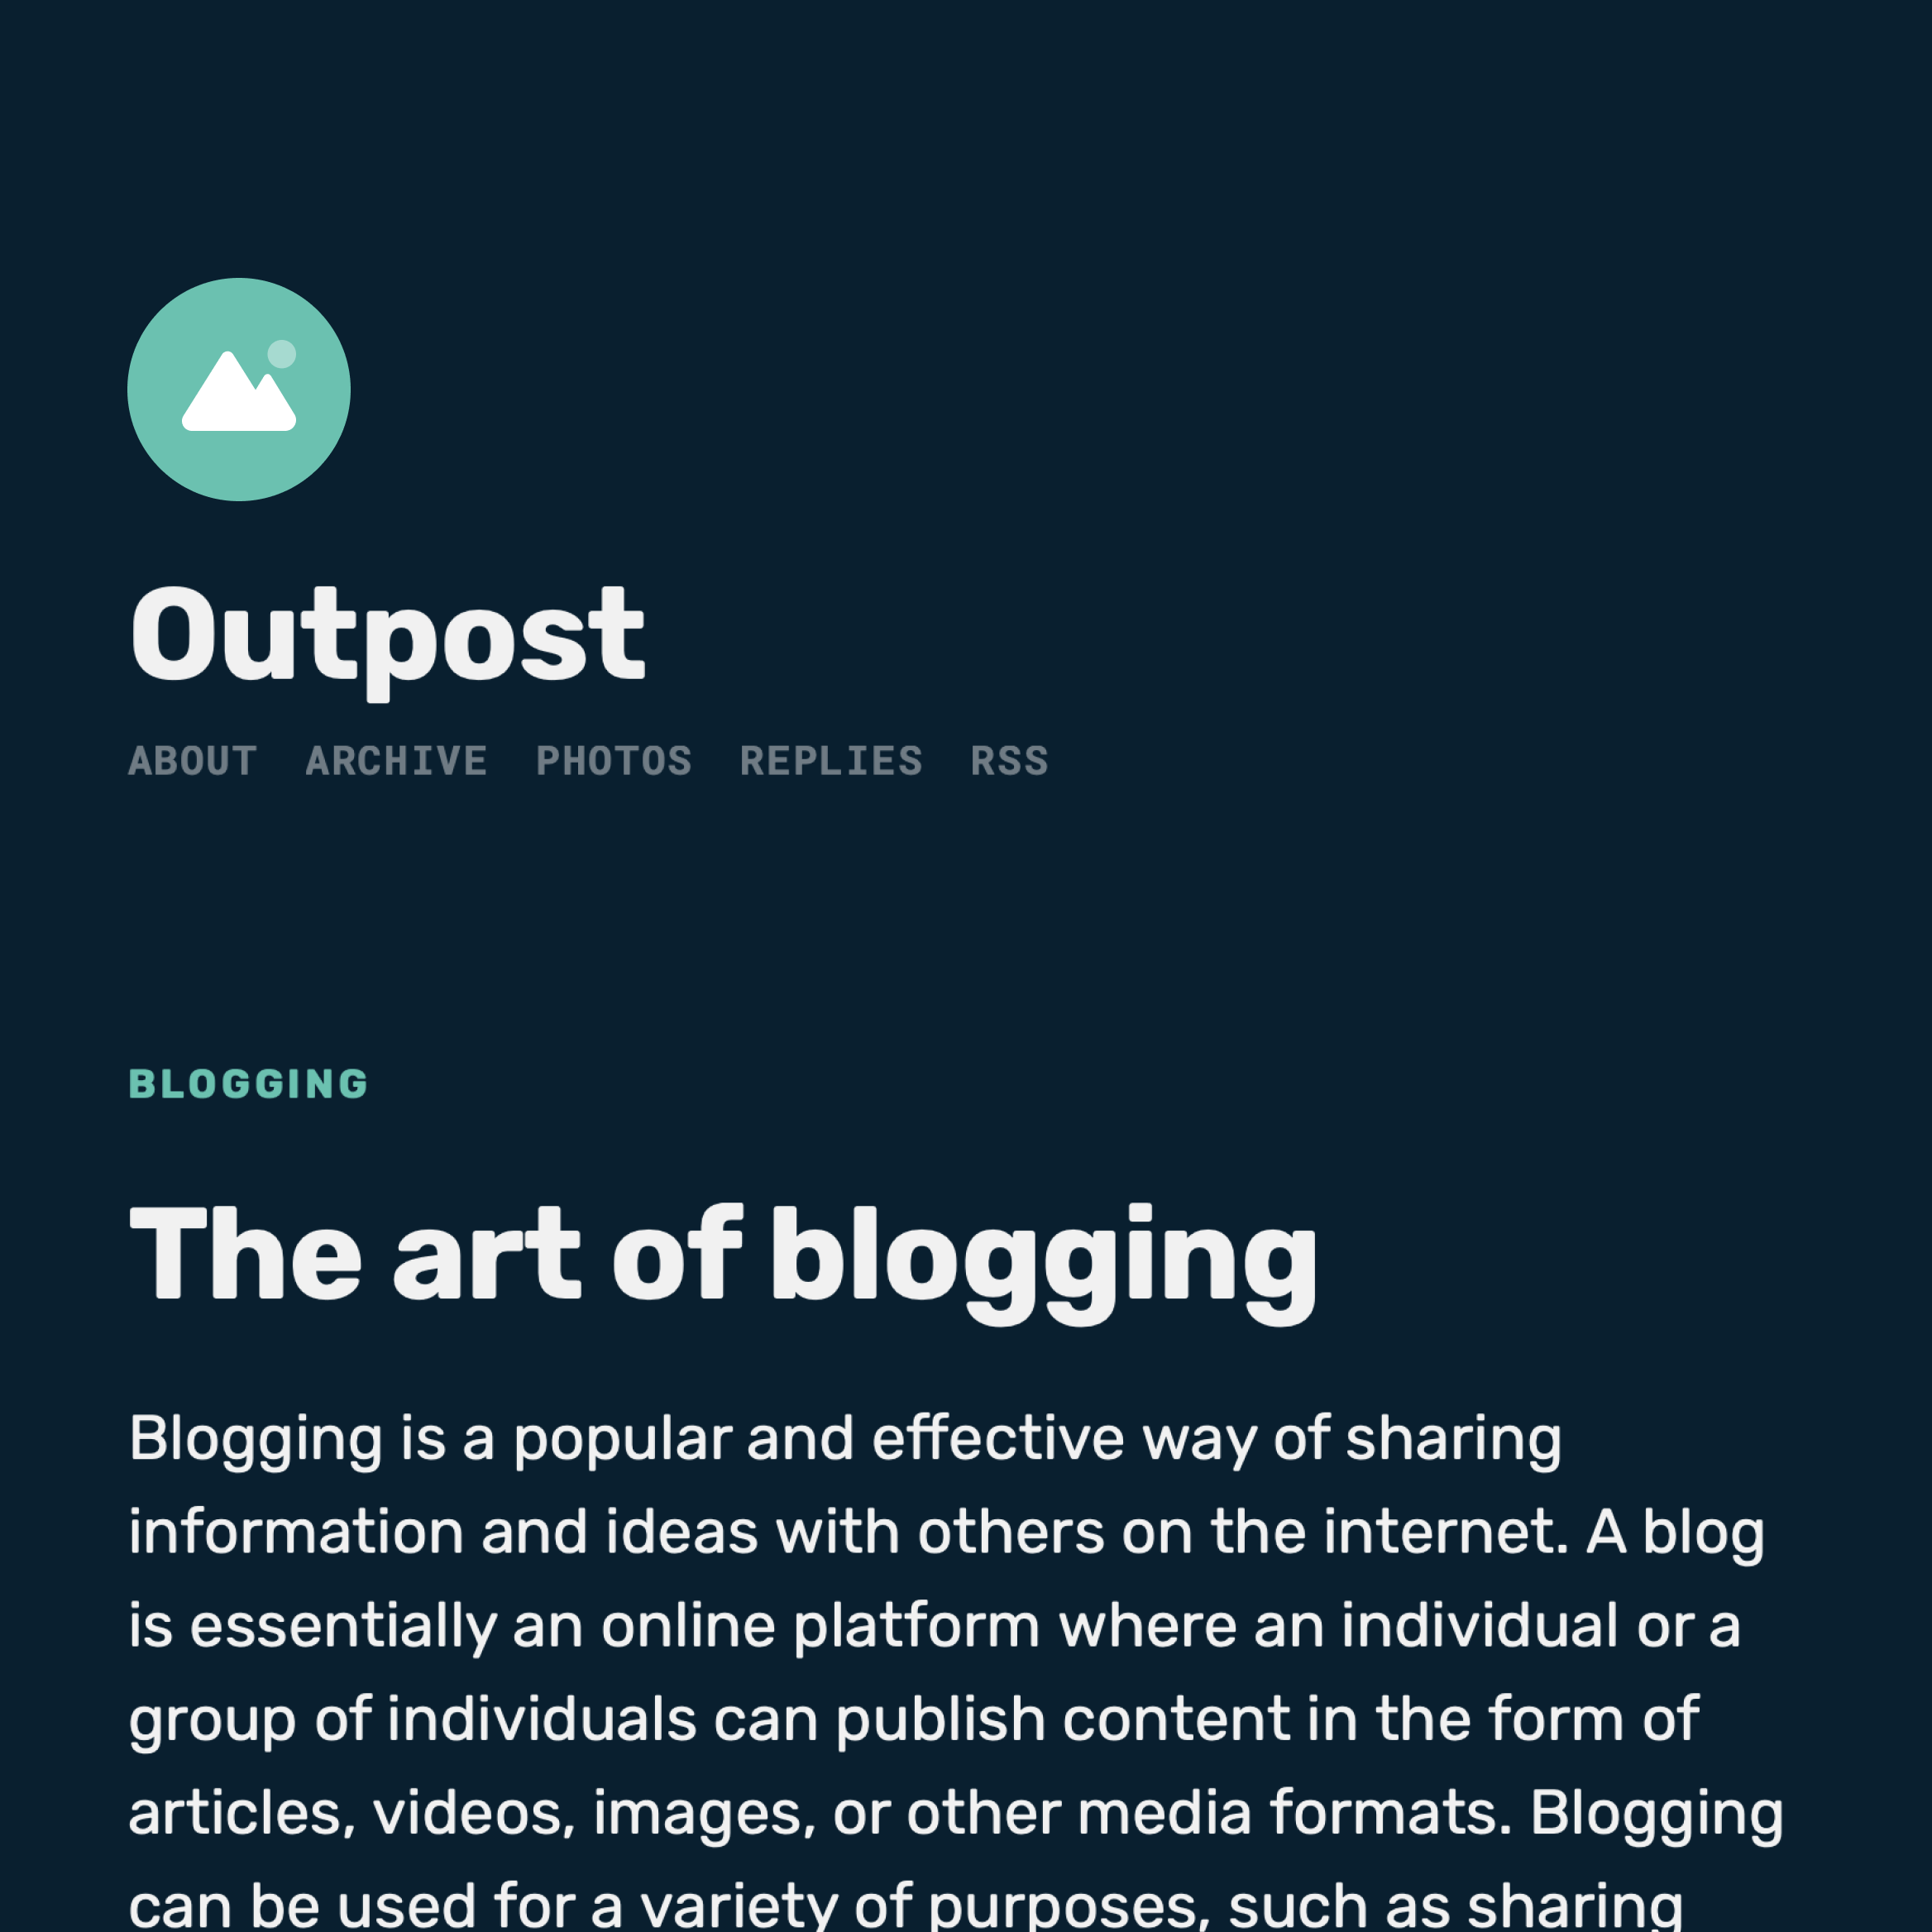 Outpost
ABOUT ARCHIVE PHOTOS REPLIES RSS
BLOGGING
The art of blogging
Blogging is a popular and effective way of sharing
information and ideas with others on the internet. A blog
is essentially an online platform where an individual or a
group of individuals can publish content in the form of
articles, videos, images, or other media formats. Blogging
can be used for a variety of purposes, such as sharing